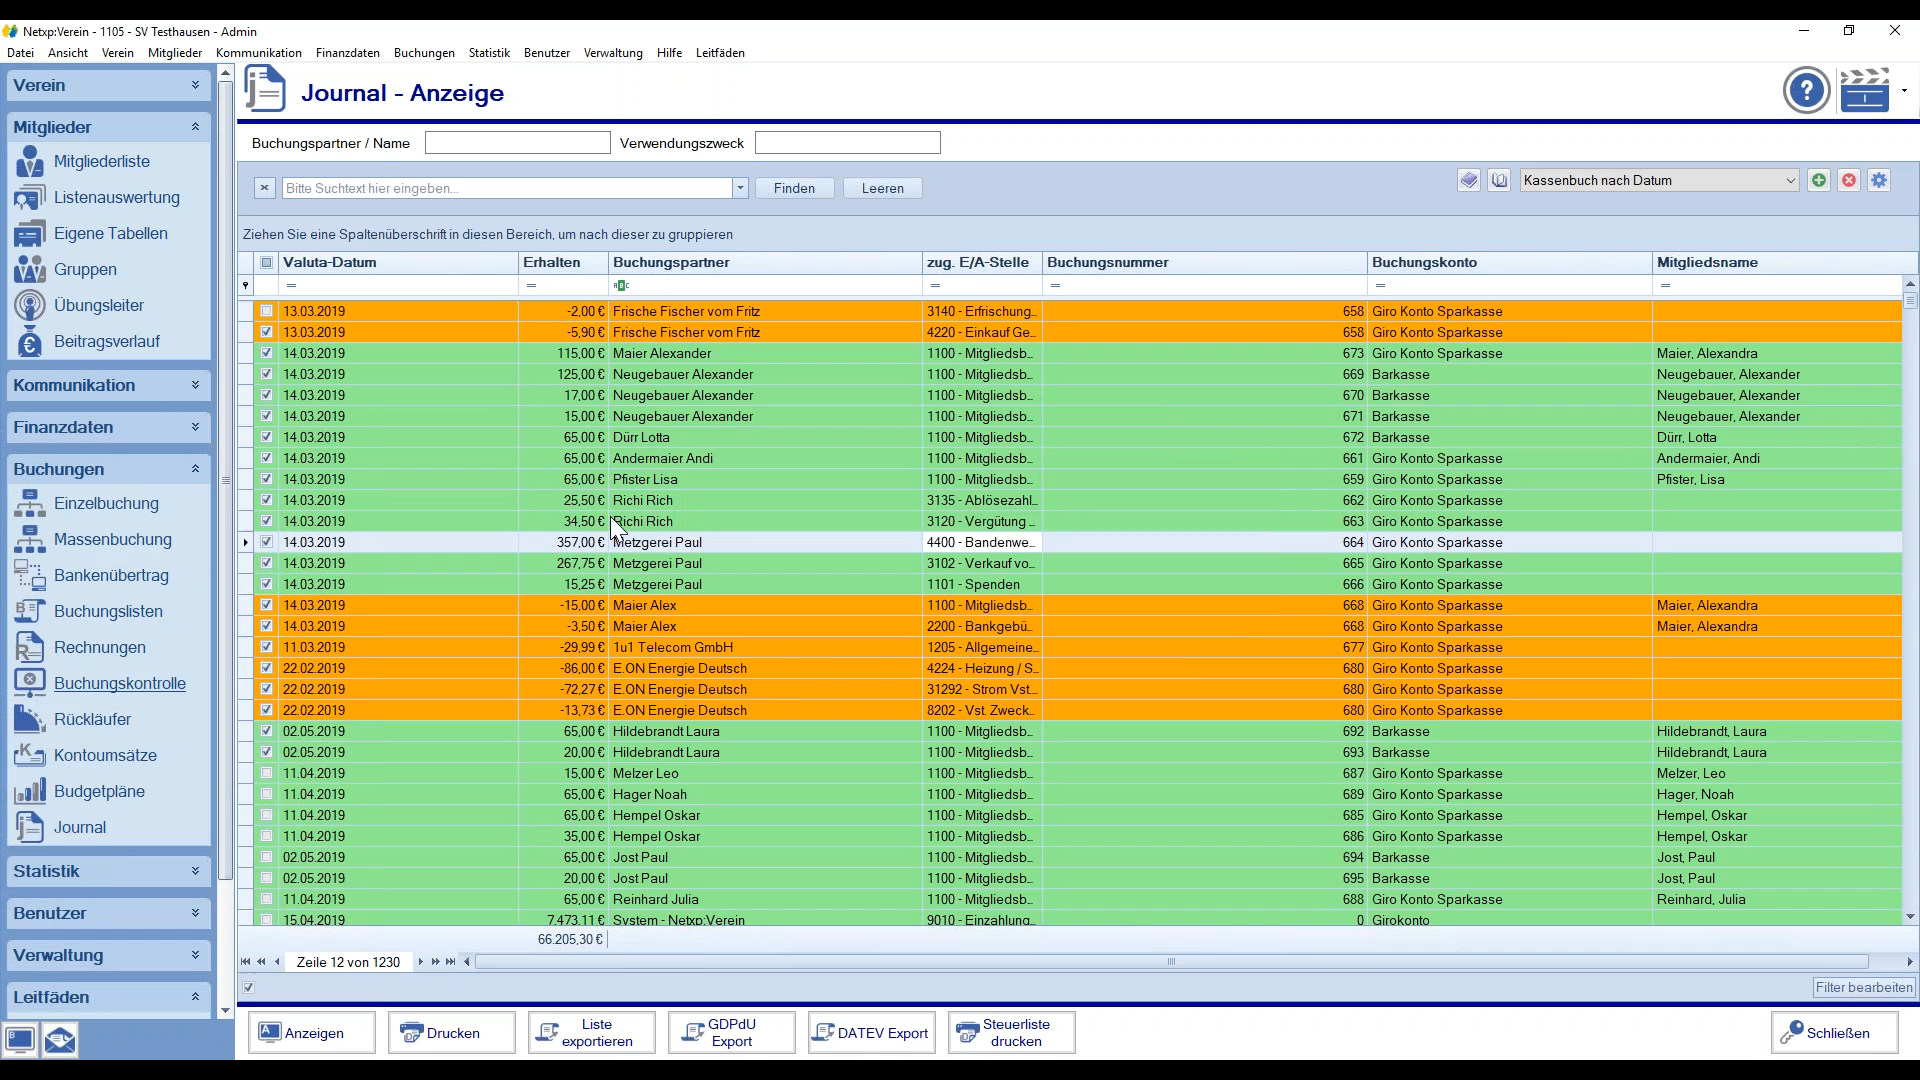 Netxp:Verein - 1105 - SV Testhausen - Admin
Datei Ansicht Verein Mitglieder Kommunikation Finanzdaten Buchungen Statistik Benutzer Verwaltung Hilfe Leitfäden
Verein
Mitglieder
Mitgliederliste
Listenauswertung
Eigene Tabellen
Gruppen
Übungsleiter
Beitragsverlauf
Kommunikation
Finanzdaten
Buchungen
Einzelbuchung
Massenbuchung
Bankenübertrag
Buchungslisten
Rechnungen
Buchungskontrolle
Rückläufer
Kontoumsätze
Budgetpläne
Journal
Statistik
Benutzer
Verwaltung
Leitfäden
Journal - Anzeige
Buchungspartner / Name Verwendungszweck
Bitte Suchtext hier eingeben... Finden Leeren Kassenbuch nach Datum
Ziehen Sie eine Spaltenüberschrift in diesen Bereich, um nach dieser zu gruppieren
Valuta-Datum Erhalten Buchungspartner zug. E/A-Stelle Buchungsnummer Buchungskonto Mitgliedsname
= = ABC = = = =
13.03.2019 -2,00 € Frische Fischer vom Fritz 3140 - Erfrischung... 658 Giro Konto Sparkasse
13.03.2019 -5,90 € Frische Fischer vom Fritz 4220 - Einkauf Ge... 658 Giro Konto Sparkasse
14.03.2019 115,00 € Maier Alexander 1100 - Mitgliedsb... 673 Giro Konto Sparkasse Maier, Alexandra
14.03.2019 125,00 € Neugebauer Alexander 1100 - Mitgliedsb... 669 Barkasse Neugebauer, Alexander
14.03.2019 17,00 € Neugebauer Alexander 1100 - Mitgliedsb... 670 Barkasse Neugebauer, Alexander
14.03.2019 15,00 € Neugebauer Alexander 1100 - Mitgliedsb... 671 Barkasse Neugebauer, Alexander
14.03.2019 65,00 € Dürr Lotta 1100 - Mitgliedsb... 672 Barkasse Dürr, Lotta
14.03.2019 65,00 € Andermaier Andi 1100 - Mitgliedsb... 661 Giro Konto Sparkasse Andermaier, Andi
14.03.2019 65,00 € Pfister Lisa 1100 - Mitgliedsb... 659 Giro Konto Sparkasse Pfister, Lisa
14.03.2019 25,50 € Richi Rich 3135 - Ablösezahl... 662 Giro Konto Sparkasse
14.03.2019 34,50 € Richi Rich 3120 - Vergütung ... 663 Giro Konto Sparkasse
14.03.2019 357,00 € Metzgerei Paul 4400 - Bandenwe... 664 Giro Konto Sparkasse
14.03.2019 267,75 € Metzgerei Paul 3102 - Verkauf vo... 665 Giro Konto Sparkasse
14.03.2019 15,25 € Metzgerei Paul 1101 - Spenden 666 Giro Konto Sparkasse
14.03.2019 -15,00 € Maier Alex 1100 - Mitgliedsb... 668 Giro Konto Sparkasse Maier, Alexandra
14.03.2019 -3,50 € Maier Alex 2200 - Bankgebü... 668 Giro Konto Sparkasse Maier, Alexandra
11.03.2019 -29,99 € 1u1 Telecom GmbH 1205 - Allgemeine... 677 Giro Konto Sparkasse
22.02.2019 -86,00 € E.ON Energie Deutsch 4224 - Heizung / S... 680 Giro Konto Sparkasse
22.02.2019 -72,27 € E.ON Energie Deutsch 31292 - Strom Vst... 680 Giro Konto Sparkasse
22.02.2019 -13,73 € E.ON Energie Deutsch 8202 - Vst. Zweck... 680 Giro Konto Sparkasse
02.05.2019 65,00 € Hildebrandt Laura 1100 - Mitgliedsb... 692 Barkasse Hildebrandt, Laura
02.05.2019 20,00 € Hildebrandt Laura 1100 - Mitgliedsb... 693 Barkasse Hildebrandt, Laura
11.04.2019 15,00 € Melzer Leo 1100 - Mitgliedsb... 687 Giro Konto Sparkasse Melzer, Leo
11.04.2019 65,00 € Hager Noah 1100 - Mitgliedsb... 689 Giro Konto Sparkasse Hager, Noah
11.04.2019 65,00 € Hempel Oskar 1100 - Mitgliedsb... 685 Giro Konto Sparkasse Hempel, Oskar
11.04.2019 35,00 € Hempel Oskar 1100 - Mitgliedsb... 686 Giro Konto Sparkasse Hempel, Oskar
02.05.2019 65,00 € Jost Paul 1100 - Mitgliedsb... 694 Barkasse Jost, Paul
02.05.2019 20,00 € Jost Paul 1100 - Mitgliedsb... 695 Barkasse Jost, Paul
11.04.2019 65,00 € Reinhard Julia 1100 - Mitgliedsb... 688 Giro Konto Sparkasse Reinhard, Julia
15.04.2019 7.473,11 € System - Netxp:Verein 9010 - Einzahlung... 0 Girokonto
66.205,30 €
Zeile 12 von 1230
Filter bearbeiten
Anzeigen Drucken Liste exportieren GDPdU Export DATEV Export Steuerliste drucken Schließen